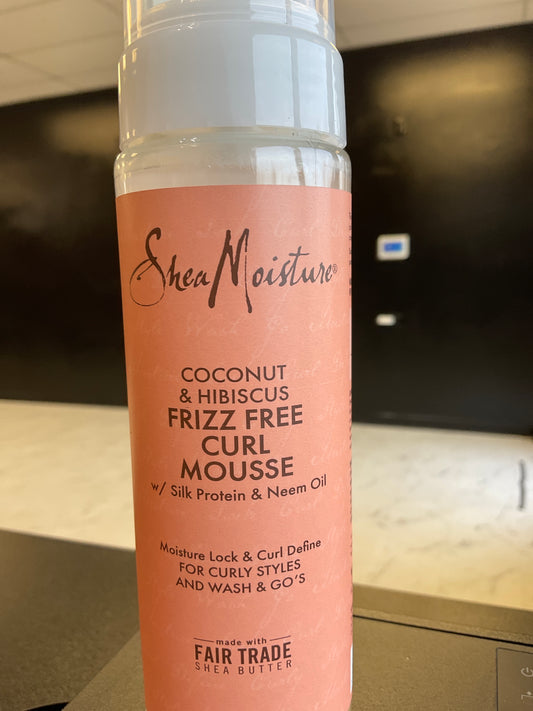 SheaMoisture®
COCONUT
& HIBISCUS
FRIZZ FREE
CURL
MOUSSE
w/ Silk Protein & Neem Oil
Moisture Lock & Curl Define
FOR CURLY STYLES
AND WASH & GO'S
made with
FAIR TRADE
SHEA BUTTER